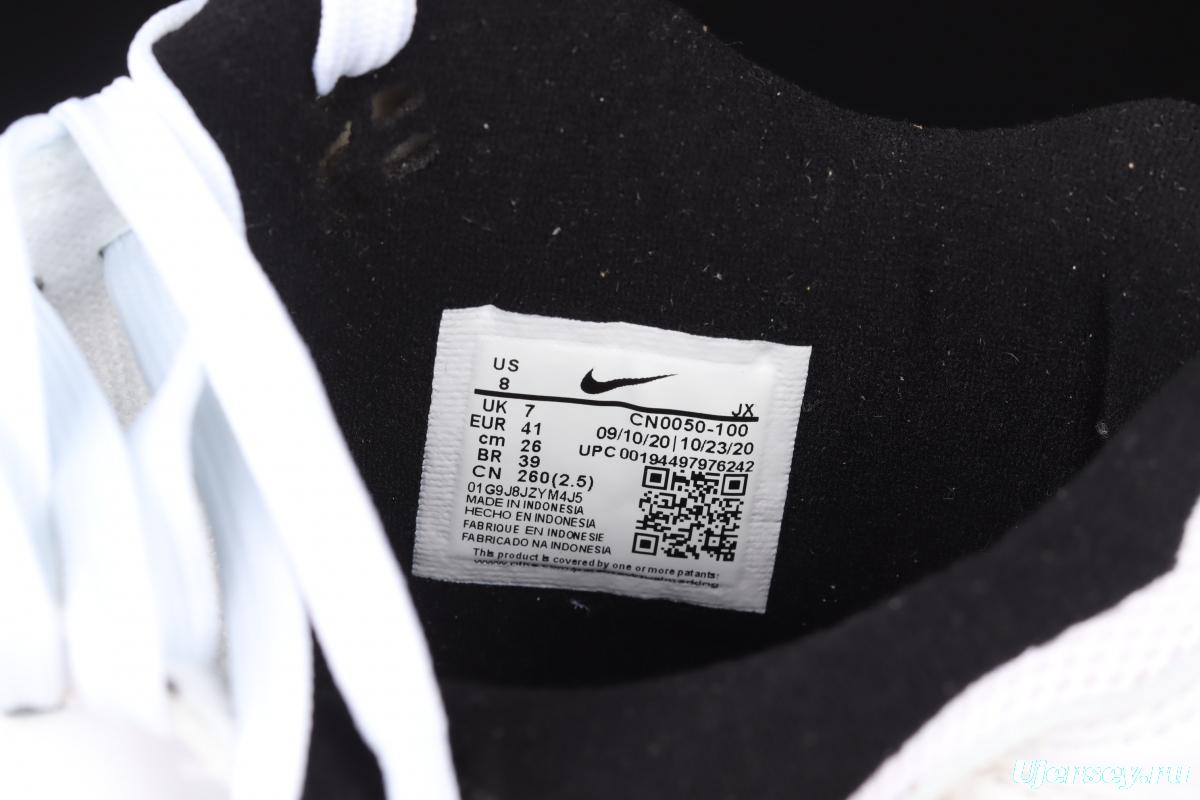 US
8
JX
UK 7
CN0050-100
EUR 41
09/10/20|10/23/20
cm 26
UPC 00194497976242
BR 39
CN 260(2.5)
01G9J8JZYM4J5
MADE IN INDONESIA
HECHO EN INDONESIA
FABRIQUE EN INDONESIE
FABRICADO NA INDONESIA
This product is covered by one or more patants:
Ujersey.ru